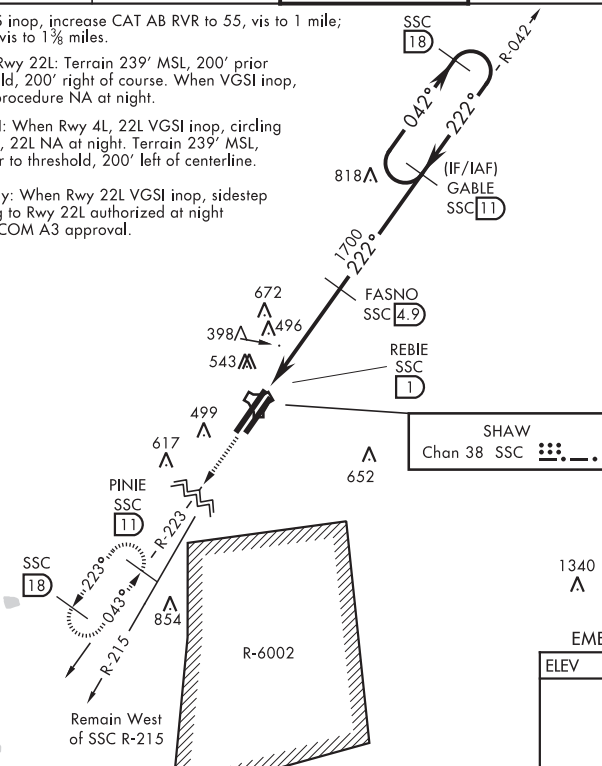 inop, increase CAT AB RVR to 55, vis to 1 mile;
vis to 1⅜ miles.
Rwy 22L: Terrain 239' MSL, 200' prior
200' right of course. When VGSI inop,
procedure NA at night.
When Rwy 4L, 22L VGSI inop, circling
22L NA at night. Terrain 239' MSL,
to threshold, 200' left of centerline.
When Rwy 22L VGSI inop, sidestep
to Rwy 22L authorized at night
A3 approval.
SSC
18
R-042
042°
222°
818
(IF/IAF)
GABLE
SSC 11
1700
222°
FASNO
SSC 4.9
672
496
398
543
REBIE
SSC
1
499
617
SHAW
Chan 38 SSC
652
PINIE
SSC
11
R-223
SSC
18
223°
043°
R-215
854
1340
R-6002
ELEV
Remain West
of SSC R-215